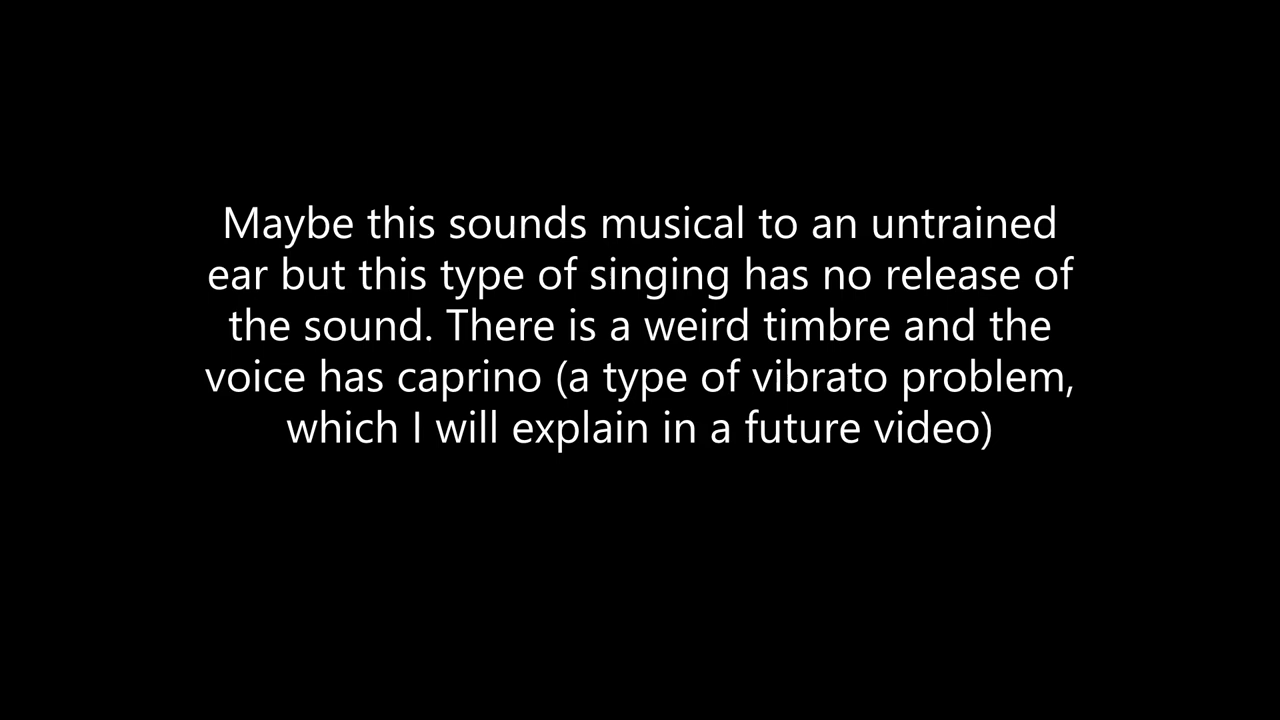 Maybe this sounds musical to an untrained
ear but this type of singing has no release of
the sound. There is a weird timbre and the
voice has caprino (a type of vibrato problem,
which I will explain in a future video)